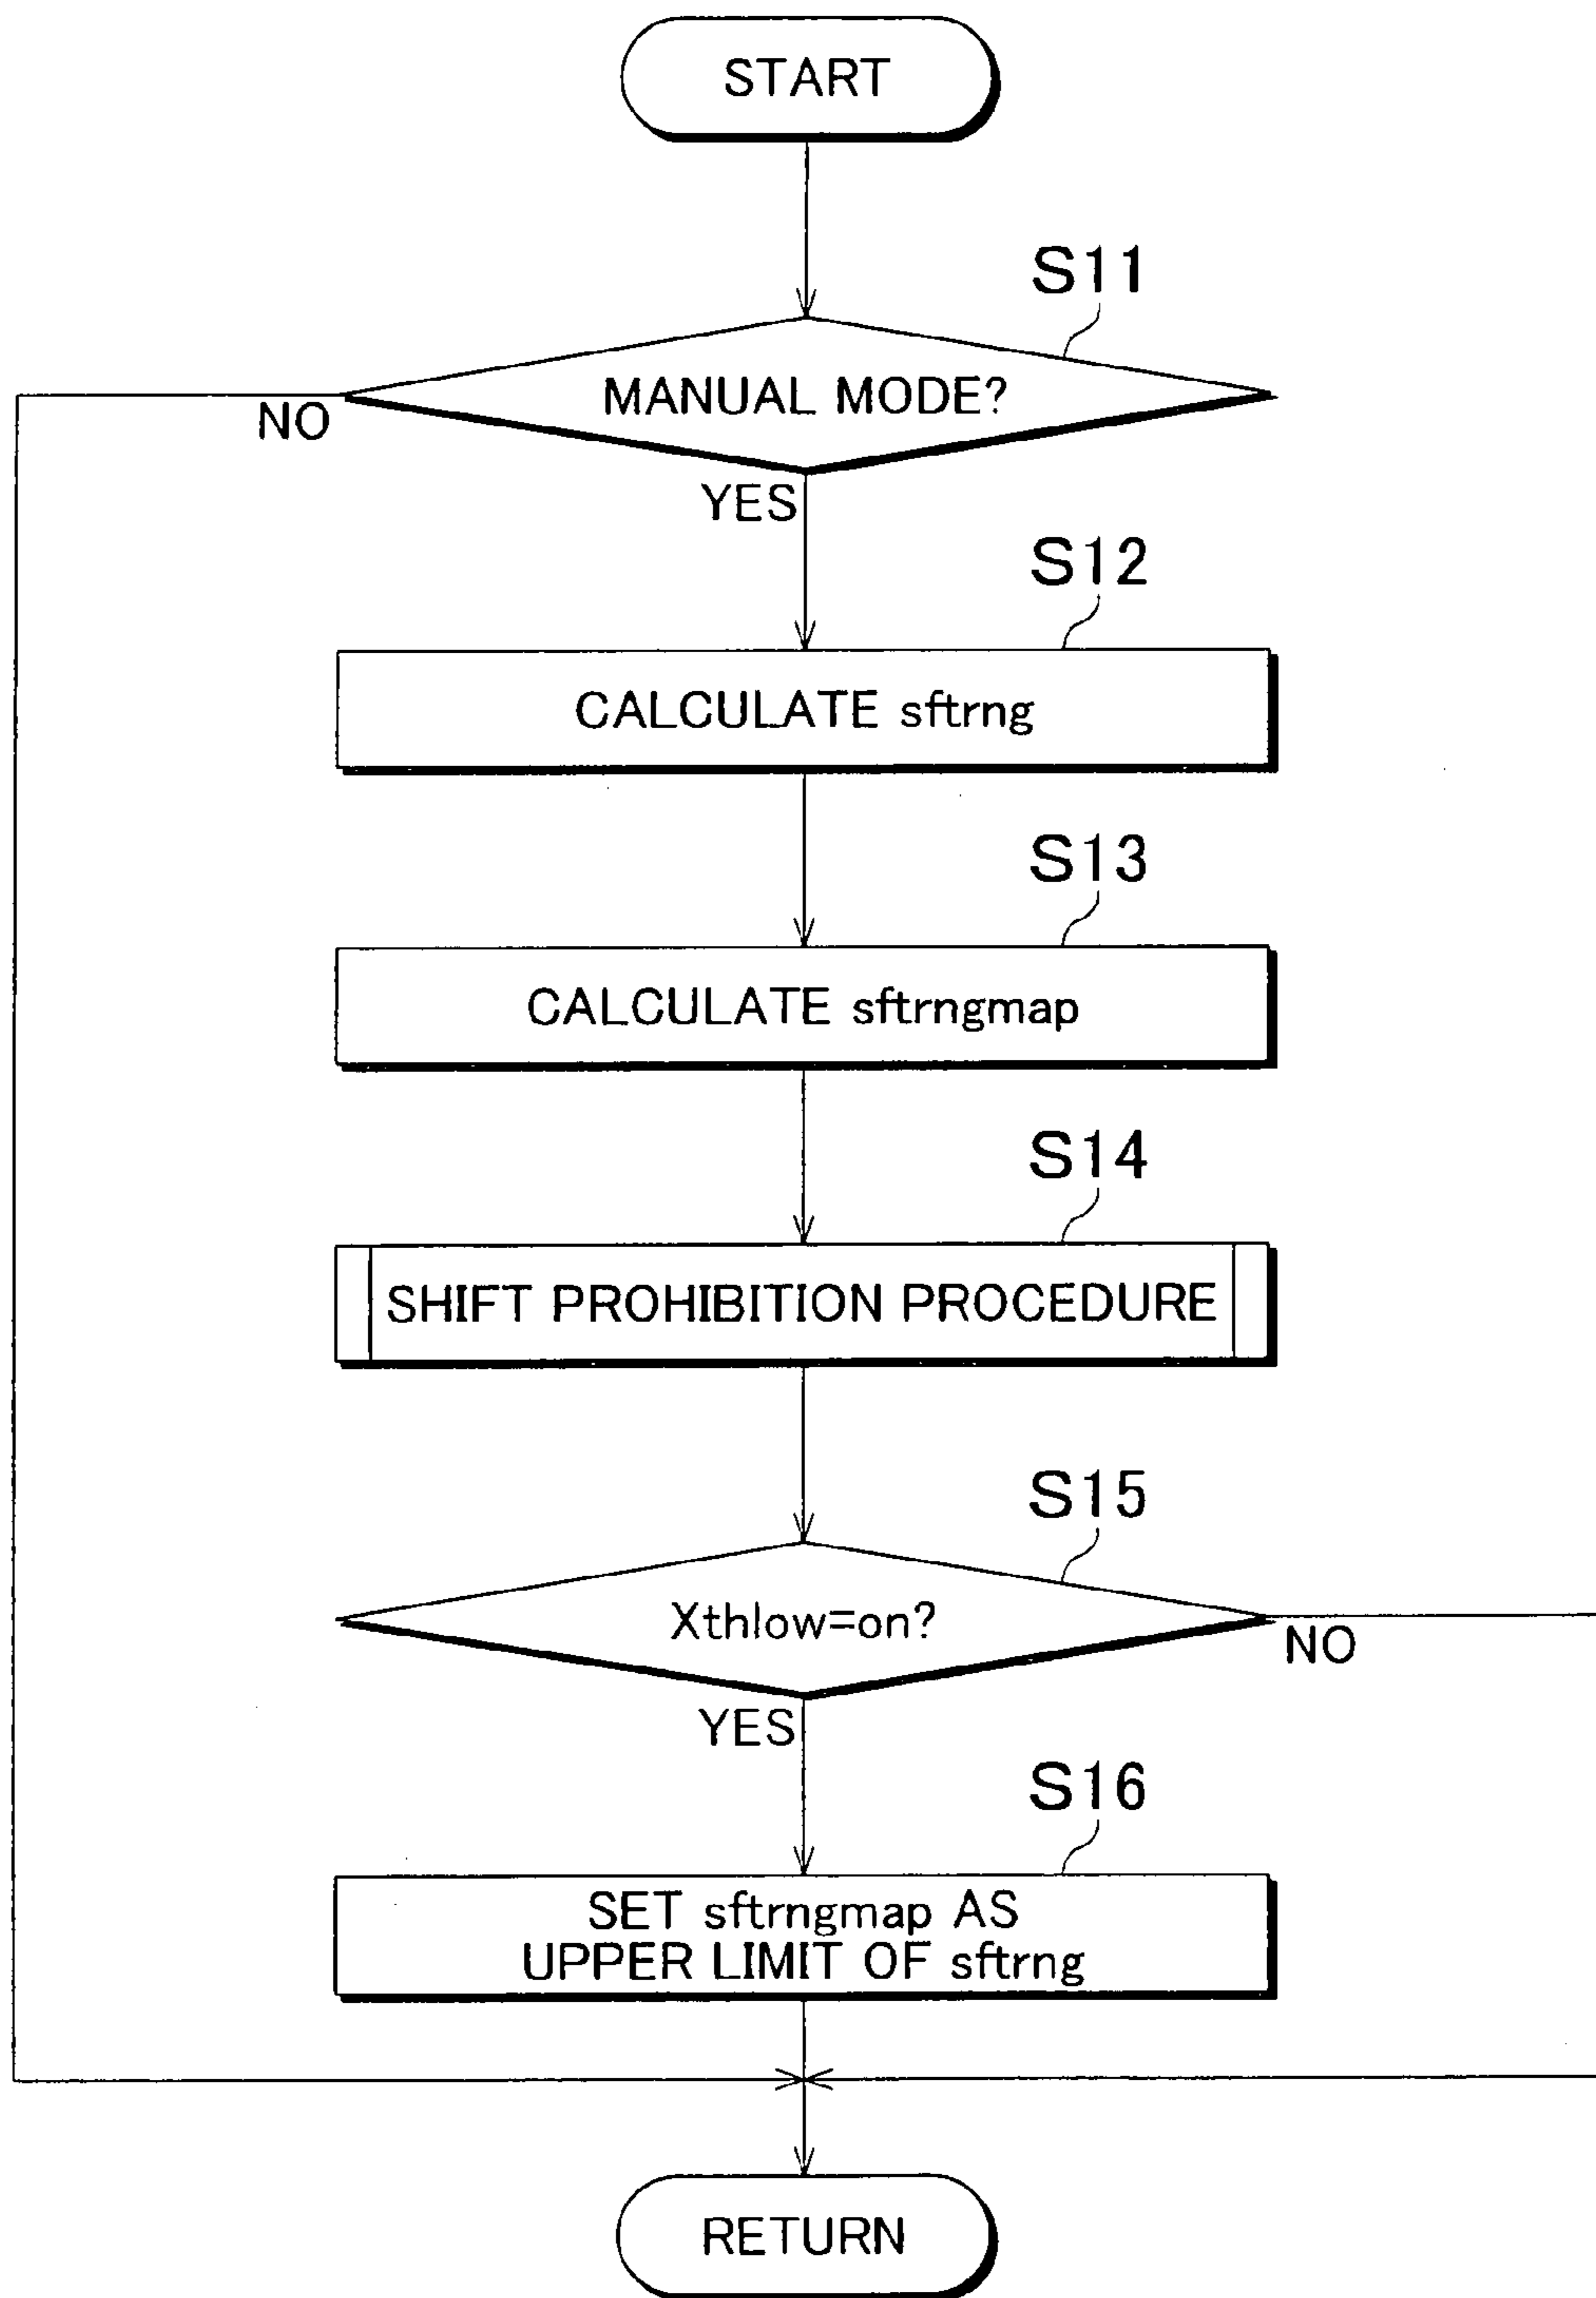 START
S11
MANUAL MODE?
NO
YES
S12
CALCULATE sftrng
S13
CALCULATE sftrngmap
S14
SHIFT PROHIBITION PROCEDURE
S15
Xthlow=on?
NO
YES
S16
SET sftrngmap AS
UPPER LIMIT OF sftrng
RETURN